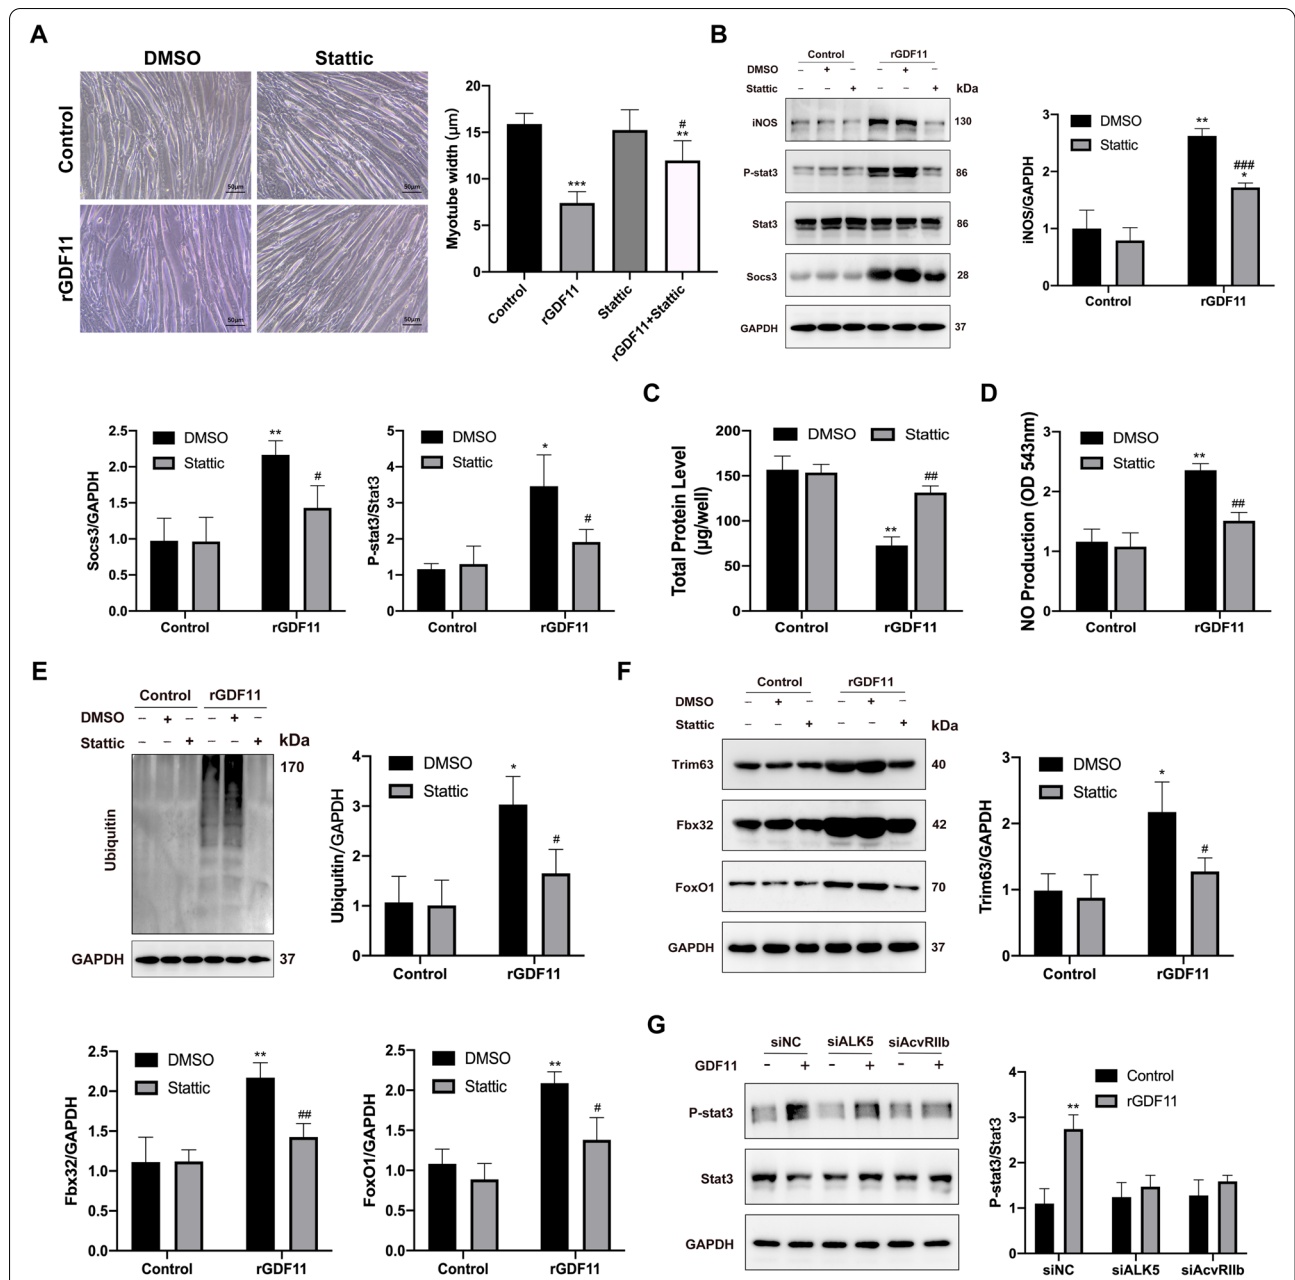 A
DMSO
Stattic
Control
rGDF11
50μm
50μm
50μm
50μm
Myotube width (μm)
20
15
10
5
0
***
#
**
Control
rGDF11
Stattic
rGDF11+Stattic
B
Control
rGDF11
DMSO
– + – – + –
Stattic
– – + – – +
kDa
iNOS
130
P-stat3
86
Stat3
86
Socs3
28
GAPDH
37
iNOS/GAPDH
3
2
1
0
DMSO
Stattic
**
###
*
Control
rGDF11
Socs3/GAPDH
2.5
2.0
1.5
1.0
0.5
0.0
DMSO
Stattic
**
#
Control
rGDF11
P-stat3/Stat3
5
4
3
2
1
0
DMSO
Stattic
*
#
Control
rGDF11
C
Total Protein Level
(μg/well)
200
150
100
50
0
DMSO
Stattic
**
##
Control
rGDF11
D
NO Production (OD 543nm)
3
2
1
0
DMSO
Stattic
**
##
Control
rGDF11
E
Control
rGDF11
DMSO
– + – – + –
Stattic
– – + – – +
kDa
170
Ubiquitin
GAPDH
37
Ubiquitin/GAPDH
4
3
2
1
0
DMSO
Stattic
*
#
Control
rGDF11
F
Control
rGDF11
DMSO
– + – – + –
Stattic
– – + – – +
kDa
Trim63
40
Fbx32
42
FoxO1
70
GAPDH
37
Trim63/GAPDH
3
2
1
0
DMSO
Stattic
*
#
Control
rGDF11
Fbx32/GAPDH
2.5
2.0
1.5
1.0
0.5
0.0
DMSO
Stattic
**
##
Control
rGDF11
FoxO1/GAPDH
2.5
2.0
1.5
1.0
0.5
0.0
DMSO
Stattic
**
#
Control
rGDF11
G
siNC
siALK5
siAcvRIIb
GDF11
- + - + - +
P-stat3
Stat3
GAPDH
P-stat3/Stat3
4
3
2
1
0
Control
rGDF11
**
siNC
siALK5
siAcvRIIb